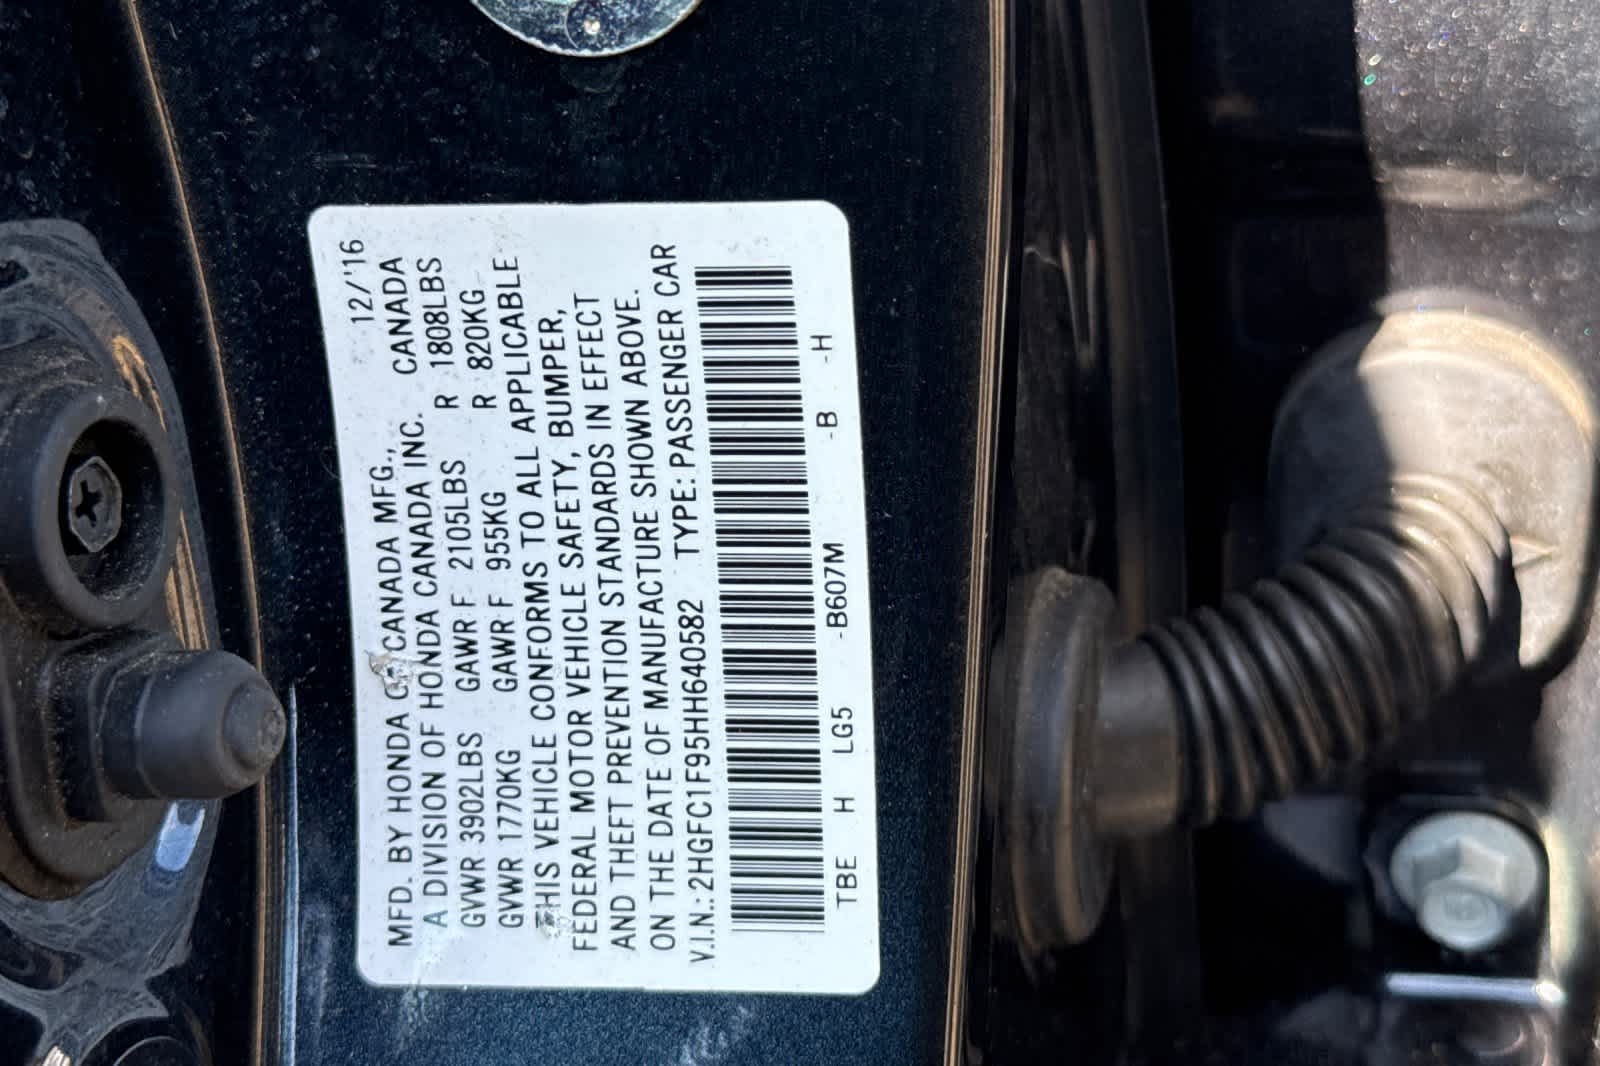 12/'16
MFD. BY HONDA OF CANADA MFG., CANADA
A DIVISION OF HONDA CANADA INC.
GVWR 3902LBS GAWR F 2105LBS R 1808LBS
GVWR 1770KG GAWR F 955KG R 820KG
THIS VEHICLE CONFORMS TO ALL APPLICABLE
FEDERAL MOTOR VEHICLE SAFETY, BUMPER,
AND THEFT PREVENTION STANDARDS IN EFFECT
ON THE DATE OF MANUFACTURE SHOWN ABOVE.
V.I.N.: 2HGFC1F95HH640582 TYPE: PASSENGER CAR
TBE H LG5 -B607M -B -H